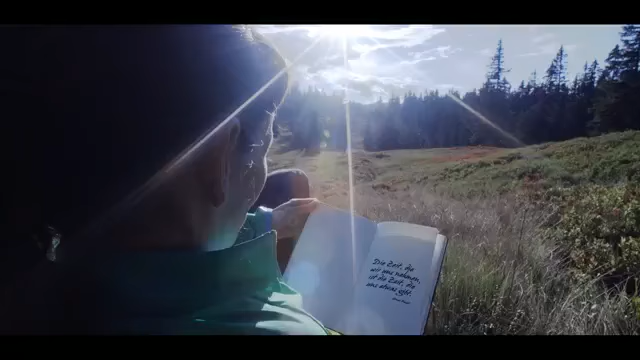 Die Zeit, die
wir uns nehmen,
ist die Zeit, die
uns etwas gibt.